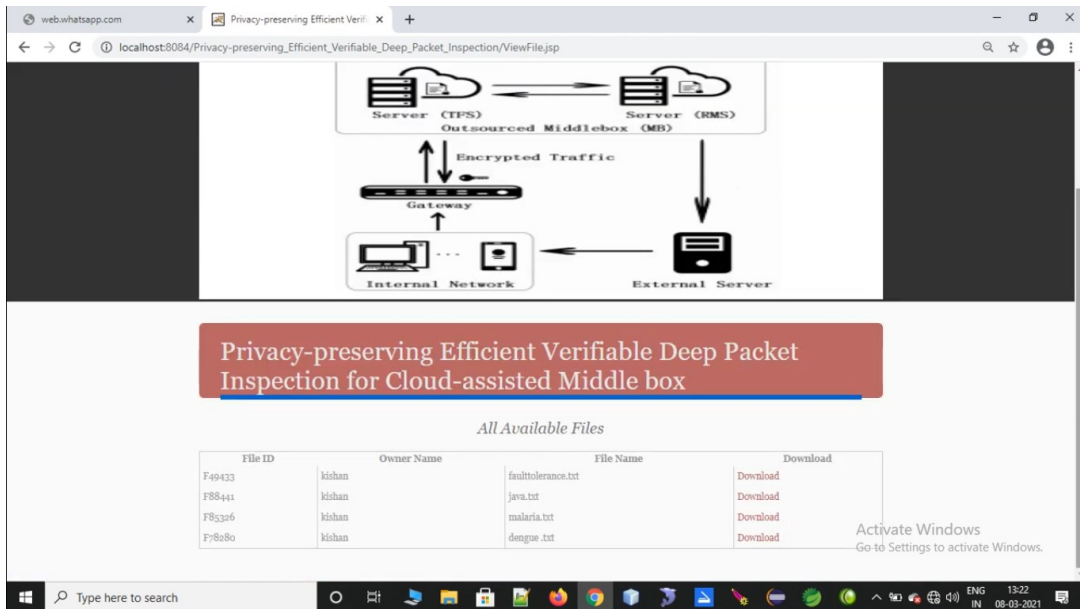 web.whatsapp.com
Privacy-preserving Efficient Verifi
localhost:8084/Privacy-preserving_Efficient_Verifiable_Deep_Packet_Inspection/ViewFile.jsp
Server (TFS) Server (RMS)
Outsourced Middlebox (MB)
Encrypted Traffic
Gateway
...
Internal Network External Server
Privacy-preserving Efficient Verifiable Deep Packet
Inspection for Cloud-assisted Middle box
All Available Files
File ID Owner Name File Name Download
F49433 kishan faulttolerance.txt Download
F88441 kishan java.txt Download
F85326 kishan malaria.txt Download
F78280 kishan dengue .txt Download
Activate Windows
Go to Settings to activate Windows.
Type here to search
ENG 13:22
IN 08-03-2021